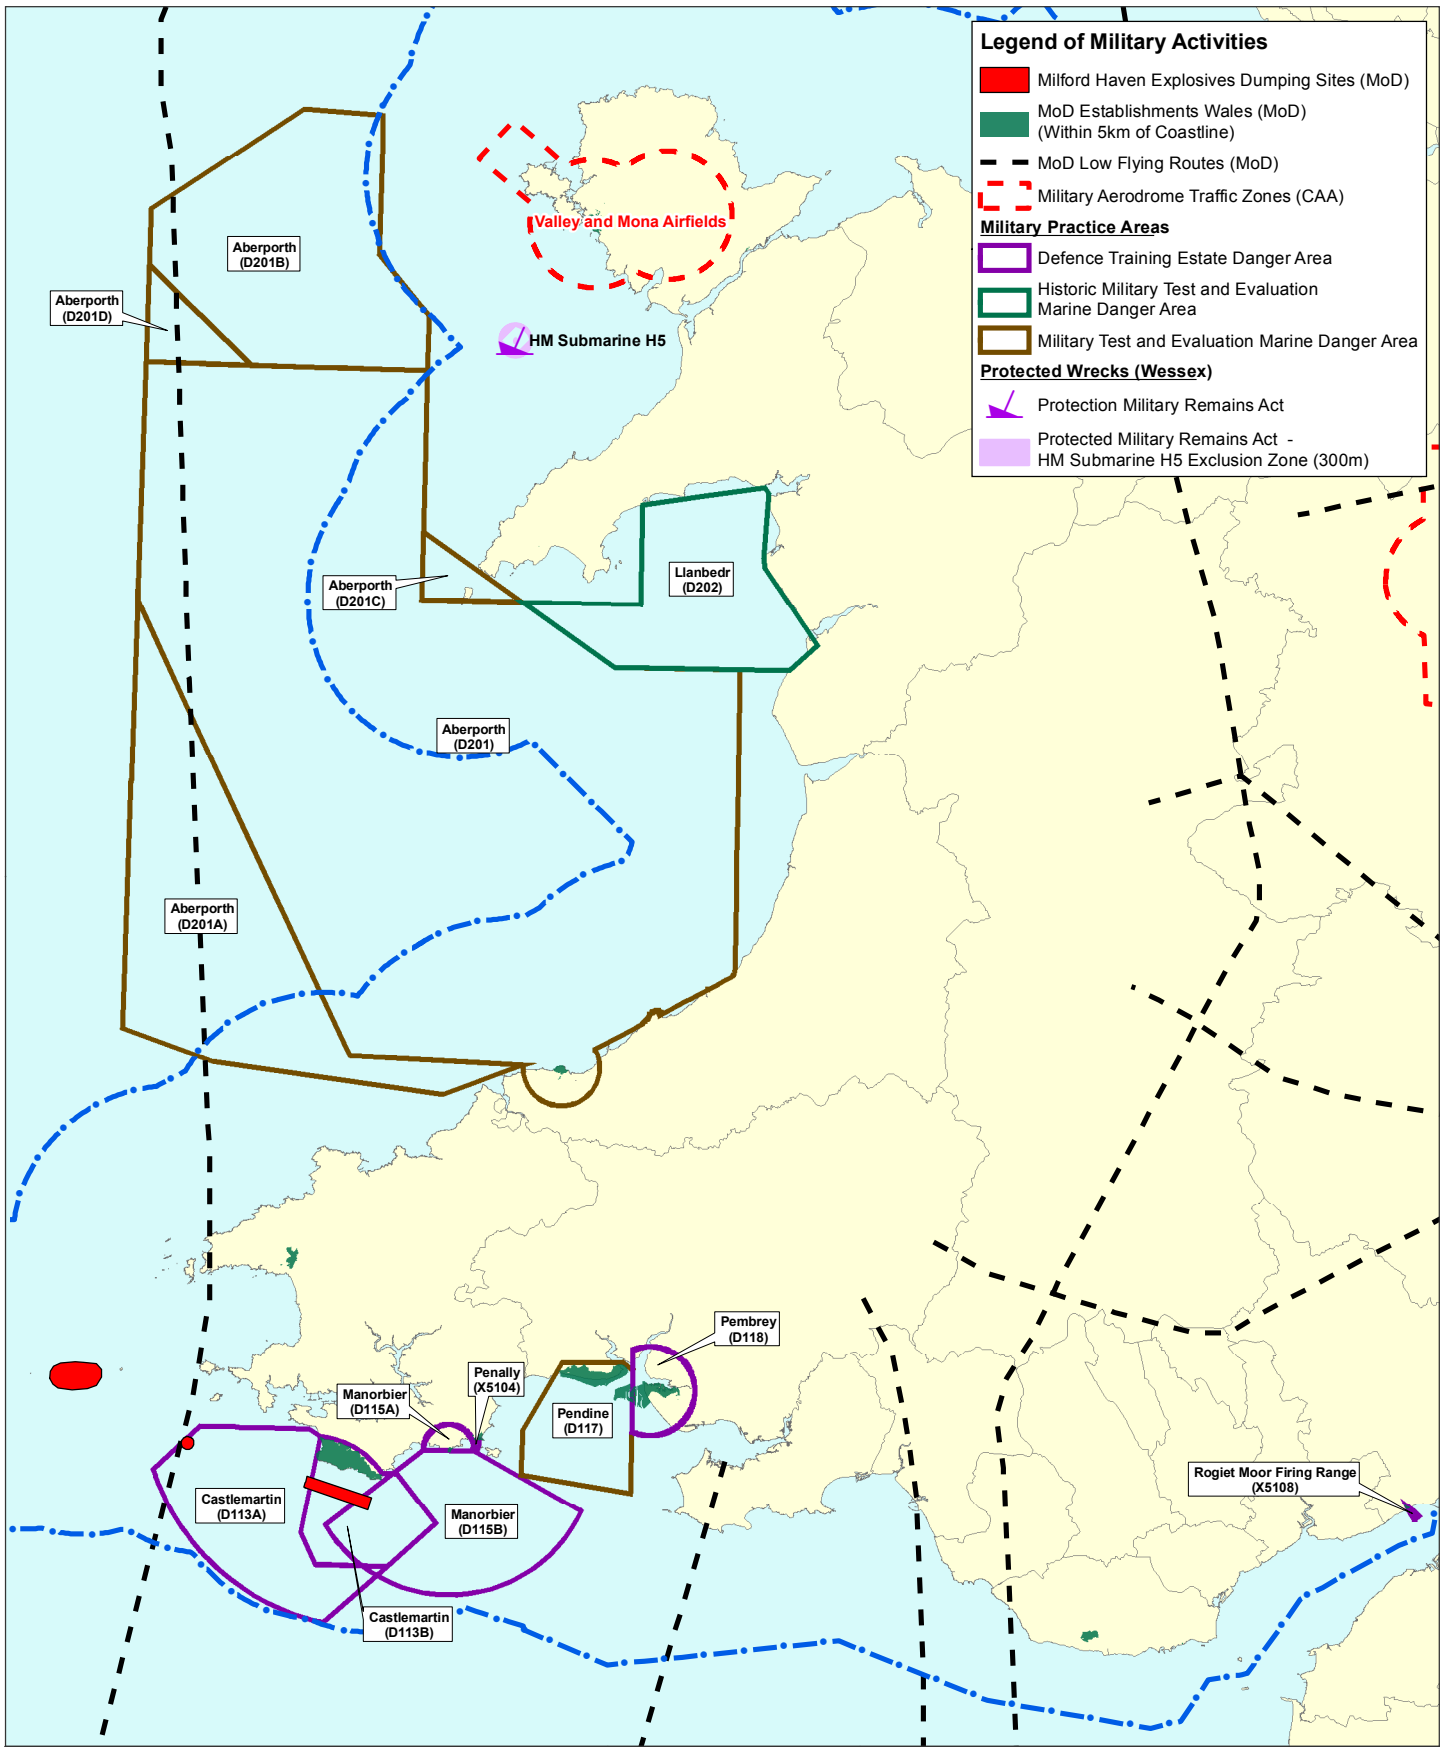 Legend of Military Activities
Milford Haven Explosives Dumping Sites (MoD)
MoD Establishments Wales (MoD)
(Within 5km of Coastline)
MoD Low Flying Routes (MoD)
Military Aerodrome Traffic Zones (CAA)
Military Practice Areas
Defence Training Estate Danger Area
Historic Military Test and Evaluation
Marine Danger Area
Military Test and Evaluation Marine Danger Area
Protected Wrecks (Wessex)
Protection Military Remains Act
Protected Military Remains Act -
HM Submarine H5 Exclusion Zone (300m)
Valley and Mona Airfields
Aberporth
(D201B)
Aberporth
(D201D)
HM Submarine H5
Aberporth
(D201C)
Llanbedr
(D202)
Aberporth
(D201)
Aberporth
(D201A)
Pembrey
(D118)
Penally
(X5104)
Manorbier
(D115A)
Pendine
(D117)
Castlemartin
(D113A)
Manorbier
(D115B)
Rogiet Moor Firing Range
(X5108)
Castlemartin
(D113B)